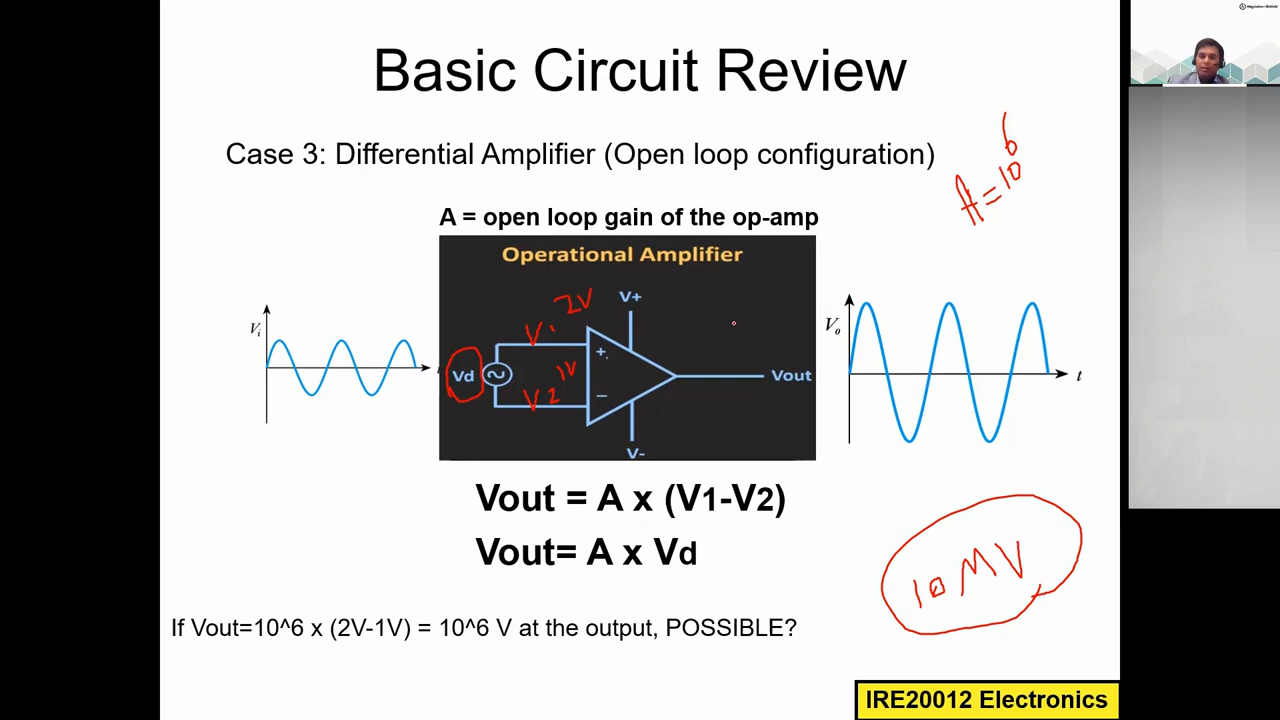 Basic Circuit Review
Case 3: Differential Amplifier (Open loop configuration)
A = 10^6
A = open loop gain of the op-amp
Operational Amplifier
2V
V+
V1
Vi
+
Vo
Vd
1V
Vout
t
V2
−
V-
Vout = A x (V1-V2)
Vout= A x Vd
10 MV
If Vout=10^6 x (2V-1V) = 10^6 V at the output, POSSIBLE?
IRE20012 Electronics